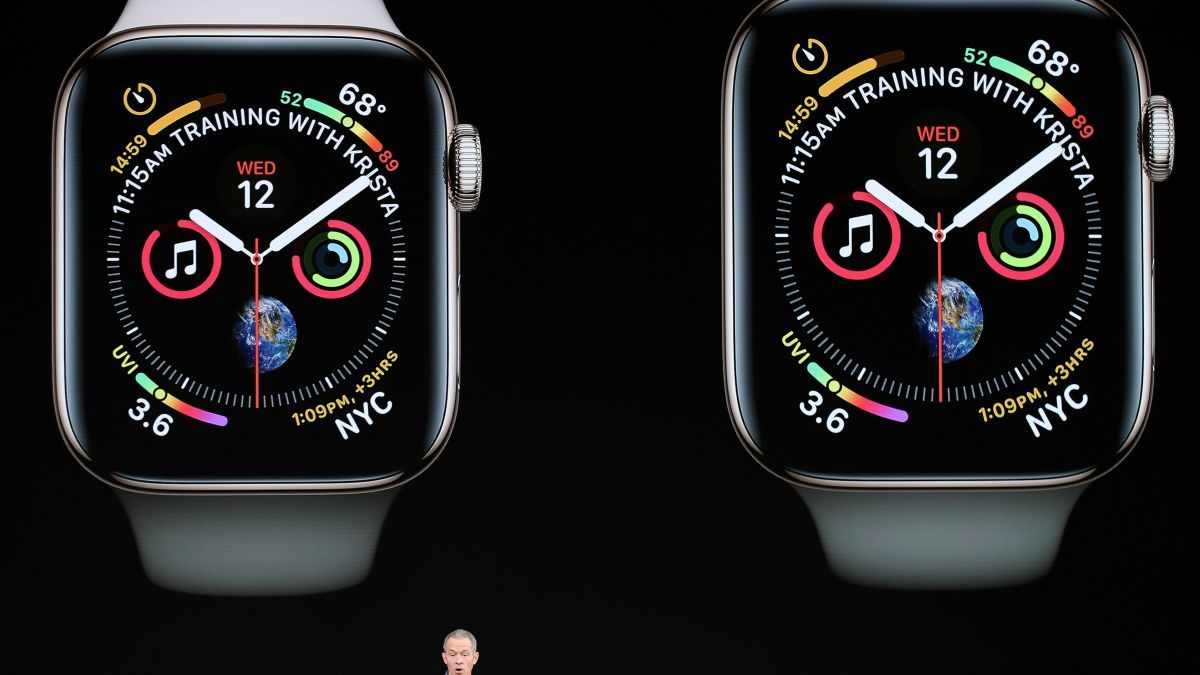 14:59
52 68° 89
11:15AM TRAINING WITH KRISTA
WED
12
UVI
3.6
1:09PM, +3HRS
NYC
14:59
52 68° 89
11:15AM TRAINING WITH KRISTA
WED
12
UVI
3.6
1:09PM, +3HRS
NYC